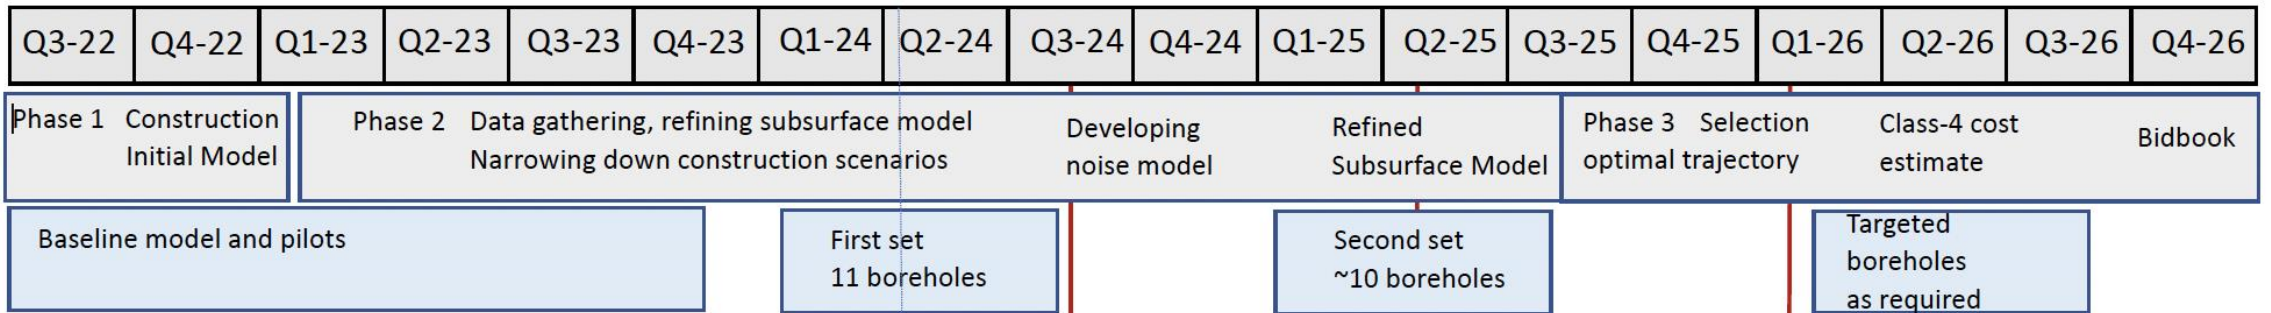 Q3-22 Q4-22 Q1-23 Q2-23 Q3-23 Q4-23 Q1-24 Q2-24 Q3-24 Q4-24 Q1-25 Q2-25 Q3-25 Q4-25 Q1-26 Q2-26 Q3-26 Q4-26
Phase 1 Construction
Initial Model
Phase 2 Data gathering, refining subsurface model
Narrowing down construction scenarios
Developing
noise model
Refined
Subsurface Model
Phase 3 Selection
optimal trajectory
Class-4 cost
estimate
Bidbook
Baseline model and pilots
First set
11 boreholes
Second set
~10 boreholes
Targeted
boreholes
as required